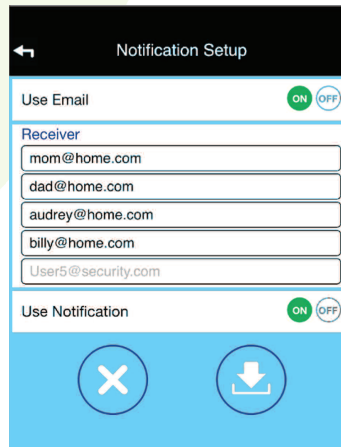 Notification Setup
Use Email ON OFF
Receiver
mom@home.com
dad@home.com
audrey@home.com
billy@home.com
User5@security.com
Use Notification ON OFF